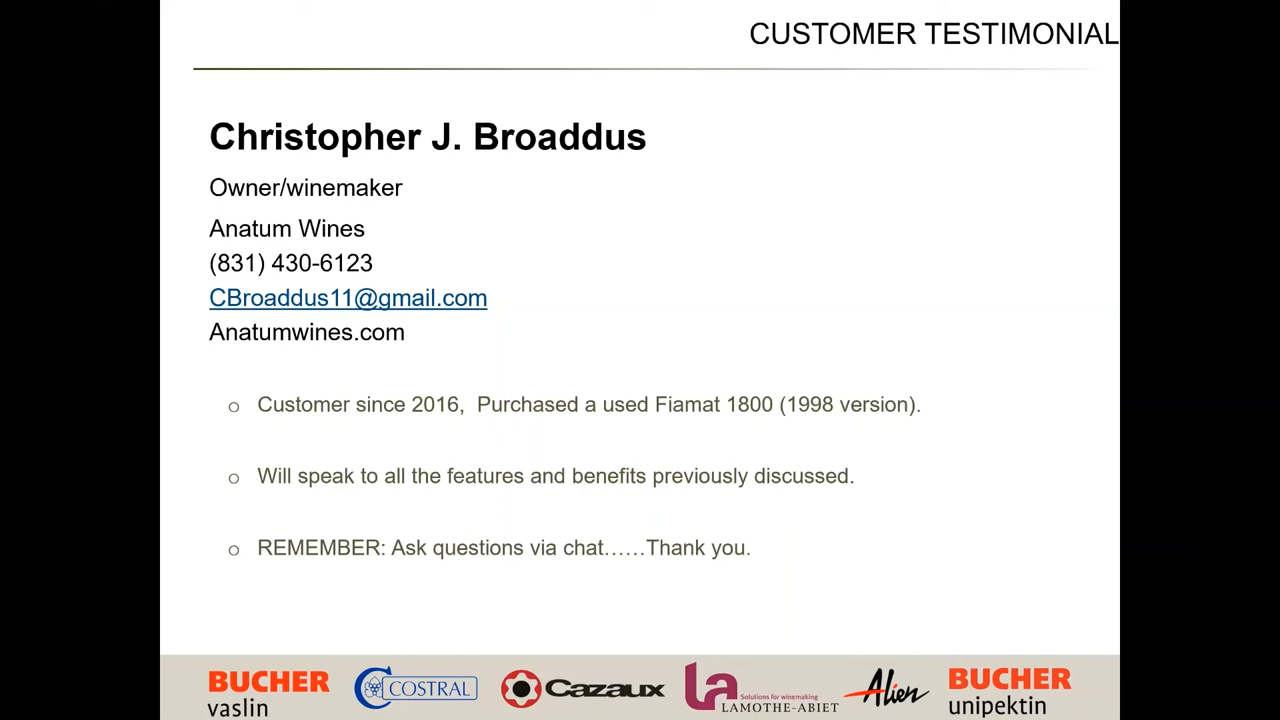 CUSTOMER TESTIMONIAL
Christopher J. Broaddus
Owner/winemaker
Anatum Wines
(831) 430-6123
CBroaddus11@gmail.com
Anatumwines.com
Customer since 2016,  Purchased a used Fiamat 1800 (1998 version).
Will speak to all the features and benefits previously discussed.
REMEMBER: Ask questions via chat……Thank you.
BUCHER
vaslin
COSTRAL
Cazaux
La
Solutions for winemaking
LAMOTHE-ABIET
Alien
BUCHER
unipektin